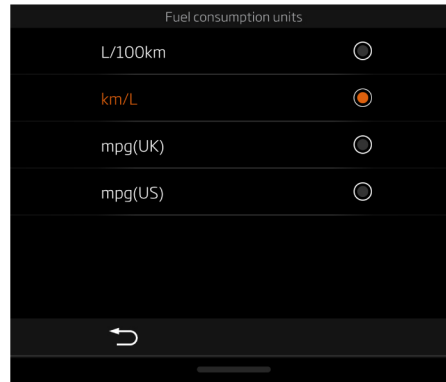 Fuel consumption units
L/100km
km/L
mpg(UK)
mpg(US)